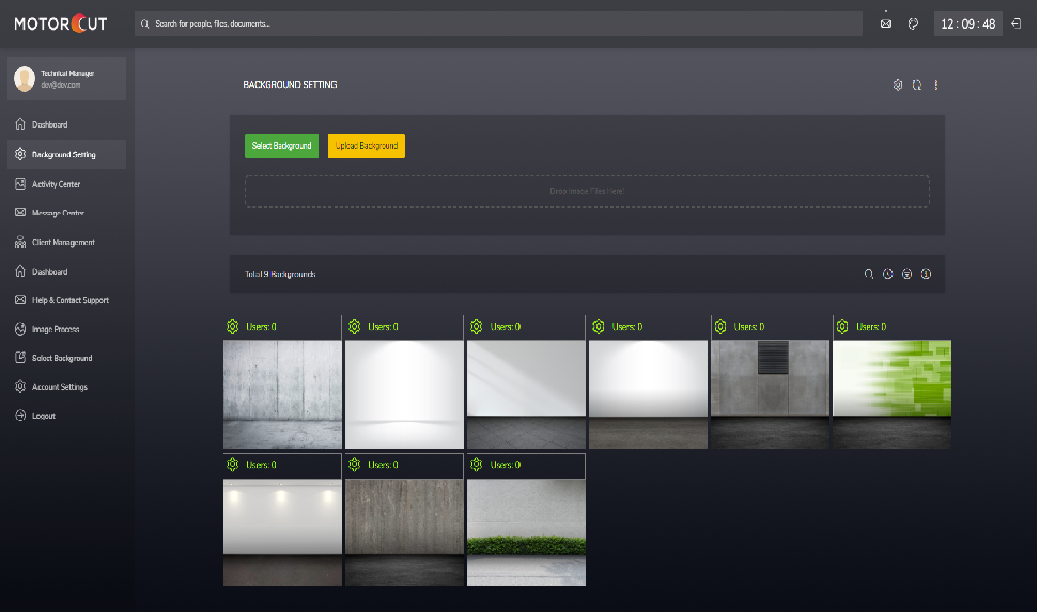 MOTORCUT
Search for people, files, documents...
12 : 09 : 48
Technical Manager
dev@dev.com
Dashboard
Background Setting
Activity Center
Message Center
Client Management
Dashboard
Help & Contact Support
Image Process
Select Background
Account Settings
Logout
BACKGROUND SETTING
Select Background
Upload Background
Drop Image Files Here!
Total 9 Backgrounds
Users: 0
Users: 0
Users: 0
Users: 0
Users: 0
Users: 0
Users: 0
Users: 0
Users: 0